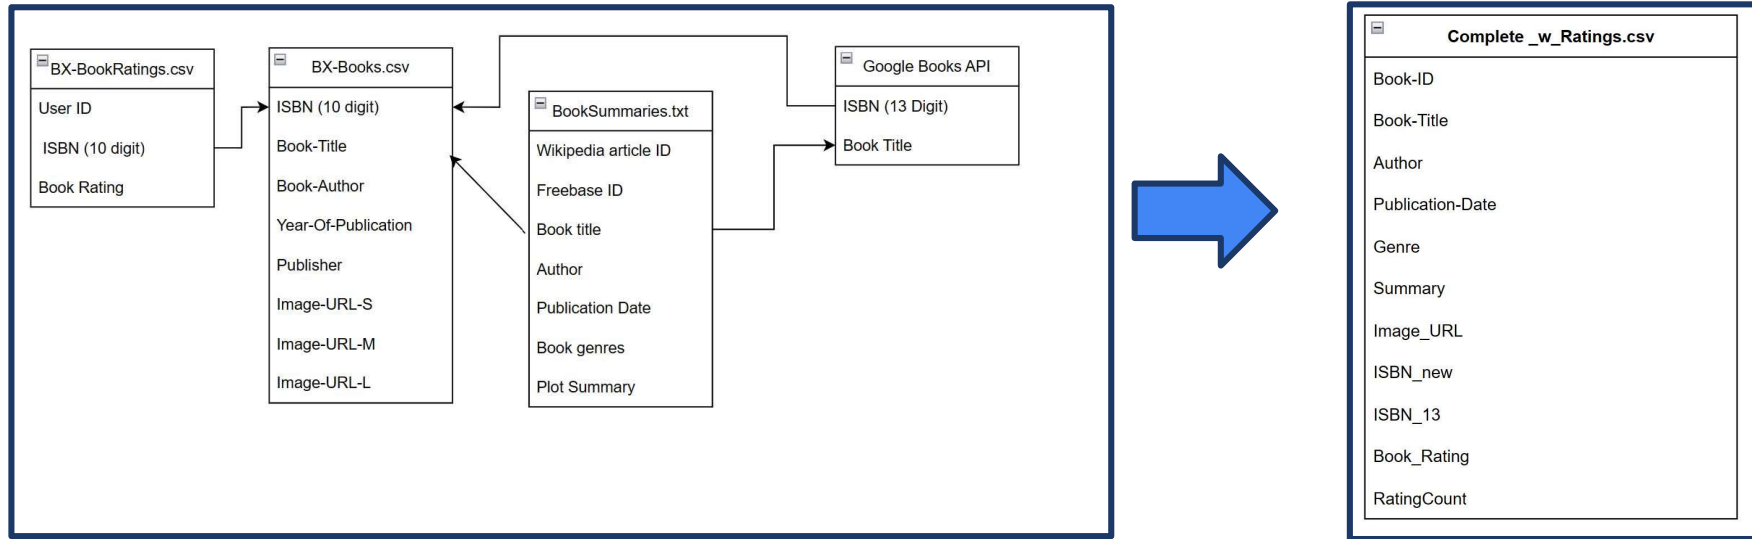 BX-BookRatings.csv
User ID
ISBN (10 digit)
Book Rating
BX-Books.csv
ISBN (10 digit)
Book-Title
Book-Author
Year-Of-Publication
Publisher
Image-URL-S
Image-URL-M
Image-URL-L
BookSummaries.txt
Wikipedia article ID
Freebase ID
Book title
Author
Publication Date
Book genres
Plot Summary
Google Books API
ISBN (13 Digit)
Book Title
Complete _w_Ratings.csv
Book-ID
Book-Title
Author
Publication-Date
Genre
Summary
Image_URL
ISBN_new
ISBN_13
Book_Rating
RatingCount